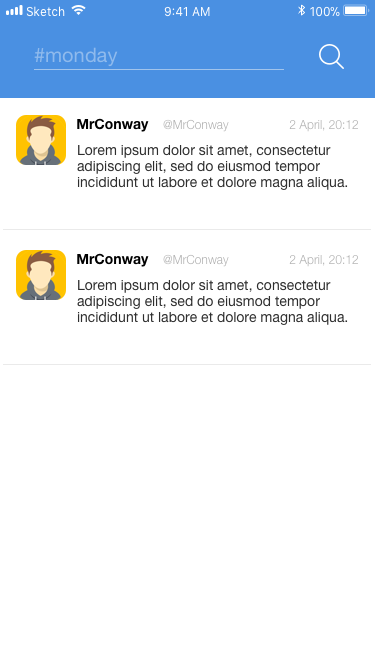 Sketch 9:41 AM 100%
#monday
MrConway @MrConway 2 April, 20:12
Lorem ipsum dolor sit amet, consectetur
adipiscing elit, sed do eiusmod tempor
incididunt ut labore et dolore magna aliqua.
MrConway @MrConway 2 April, 20:12
Lorem ipsum dolor sit amet, consectetur
adipiscing elit, sed do eiusmod tempor
incididunt ut labore et dolore magna aliqua.